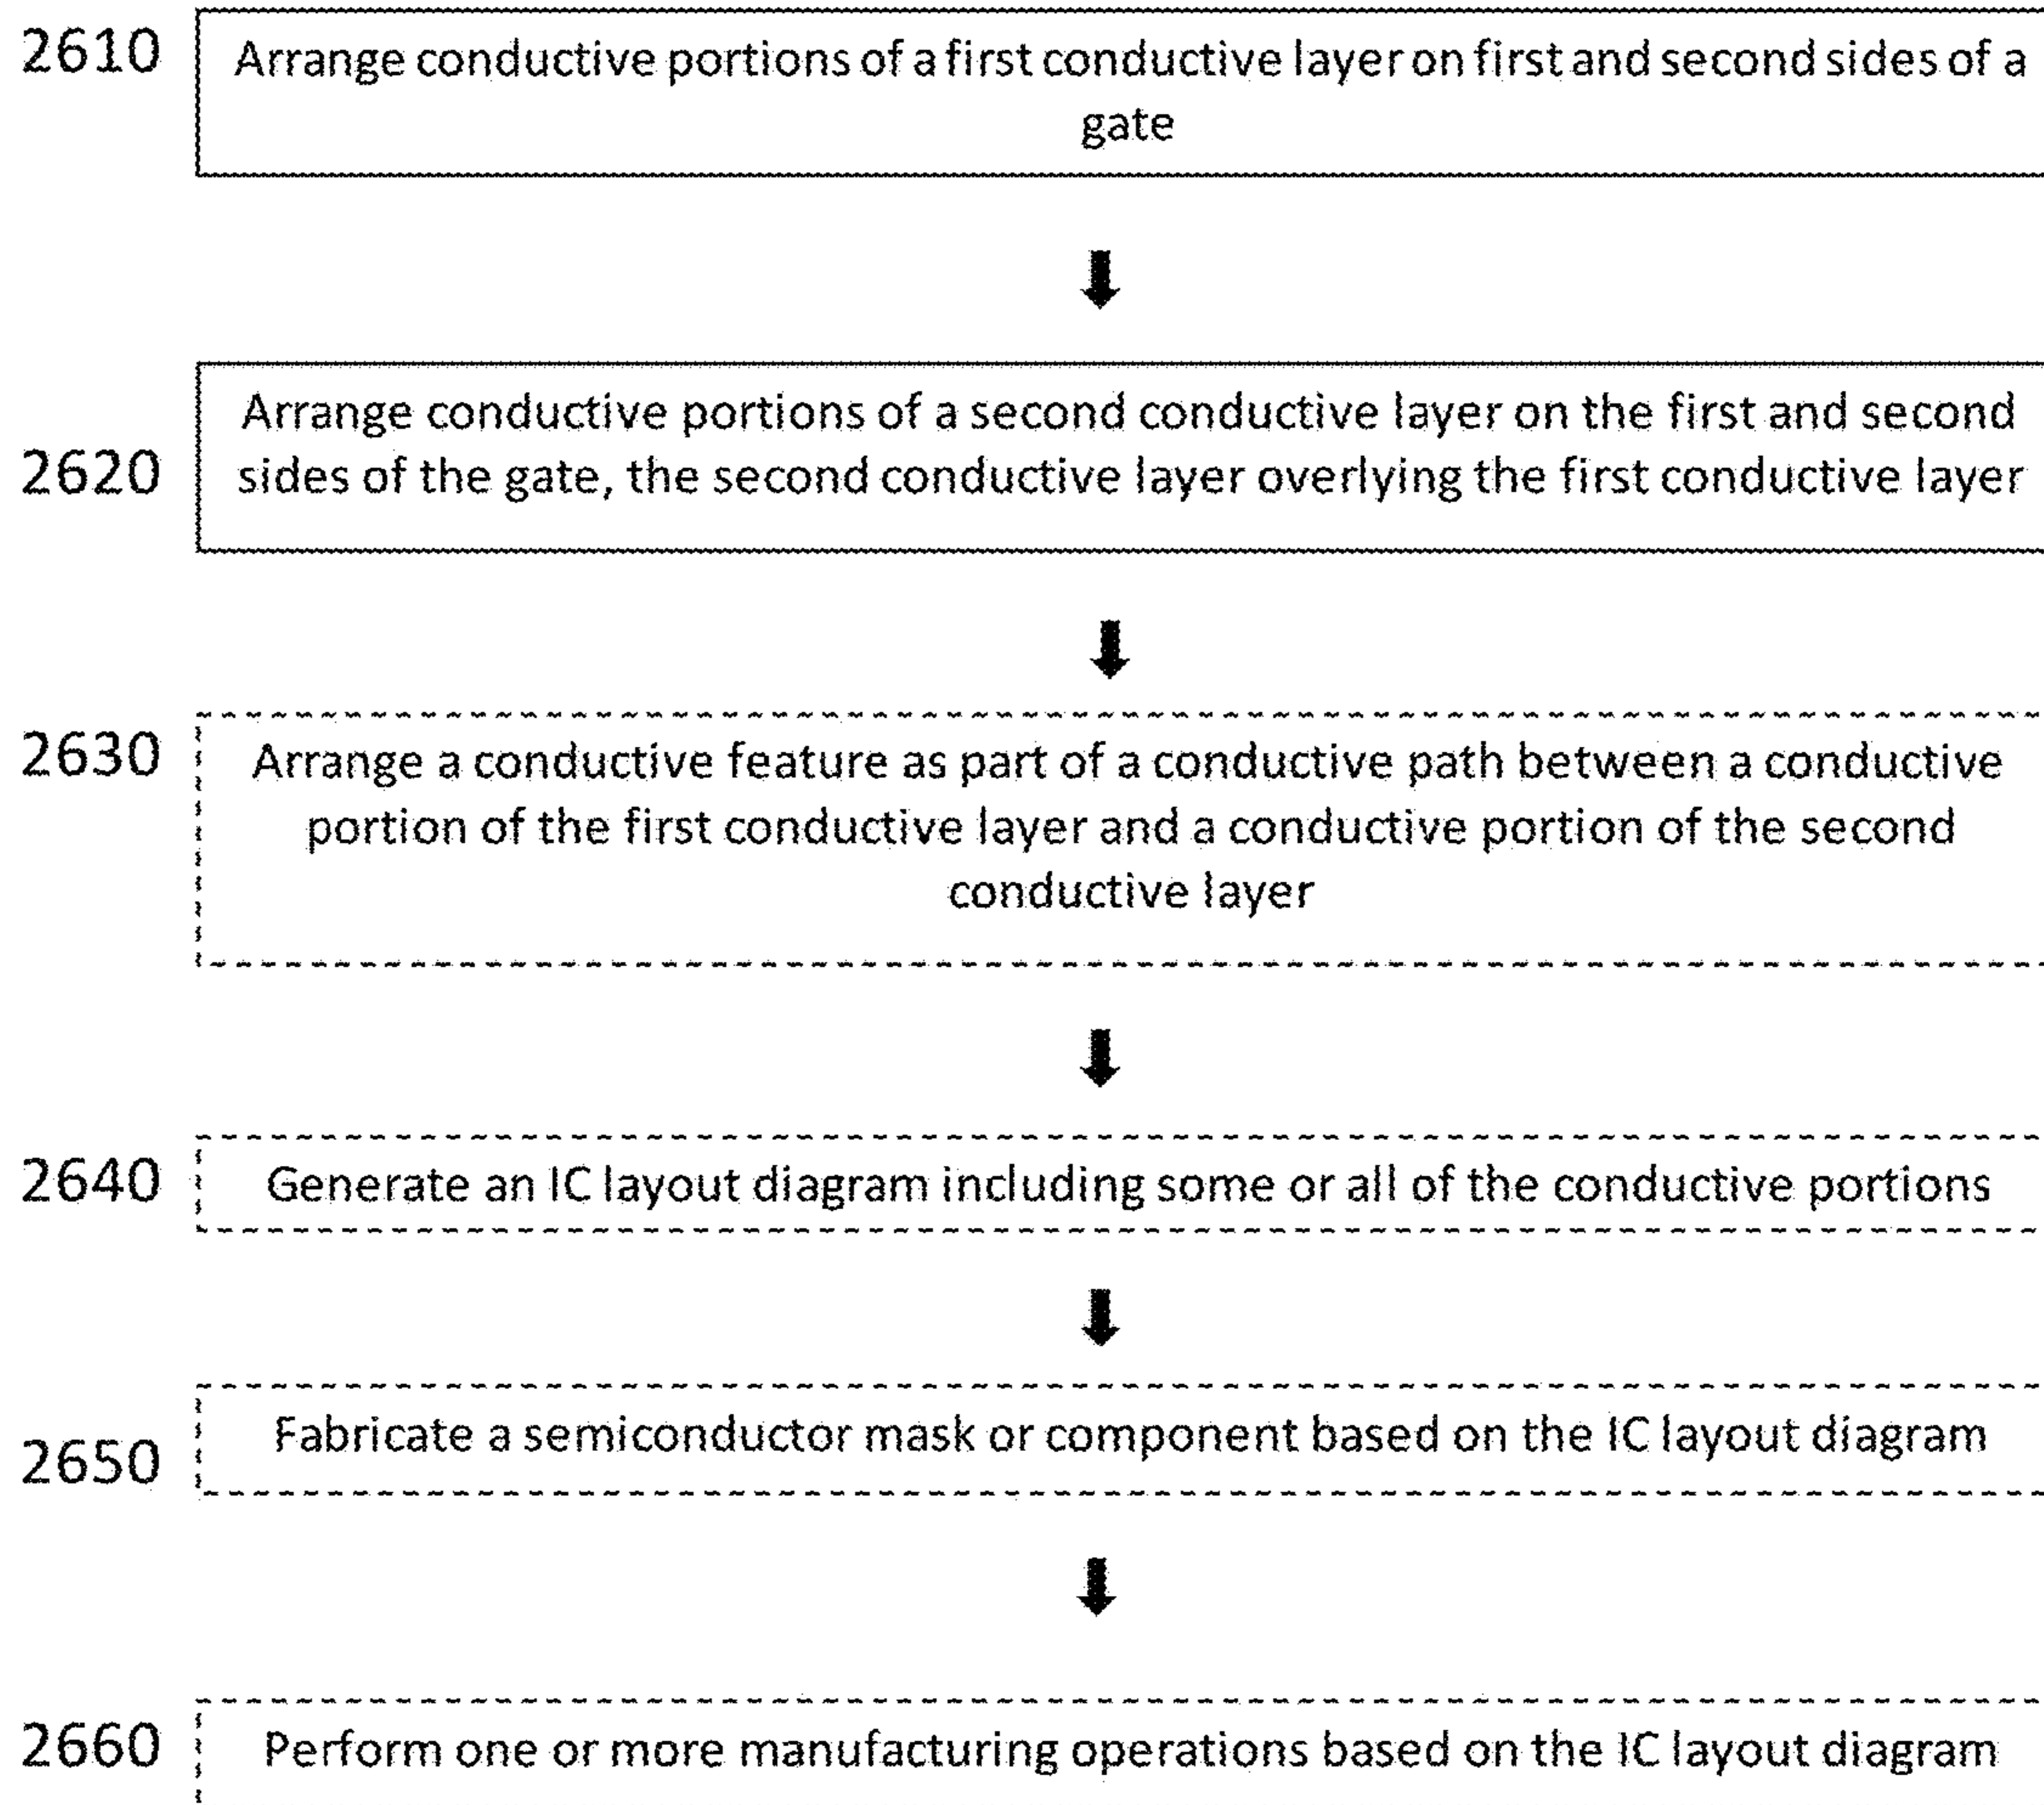 2610
Arrange conductive portions of a first conductive layer on first and second sides of a
gate
Arrange conductive portions of a second conductive layer on the first and second
2620
sides of the gate, the second conductive layer overlying the first conductive layer
2630
Arrange a conductive feature as part of a conductive path between a conductive
portion of the first conductive layer and a conductive portion of the second
conductive layer
2640
Generate an IC layout diagram including some or all of the conductive portions
2650
Fabricate a semiconductor mask or component based on the IC layout diagram
2660
Perform one or more manufacturing operations based on the IC layout diagram